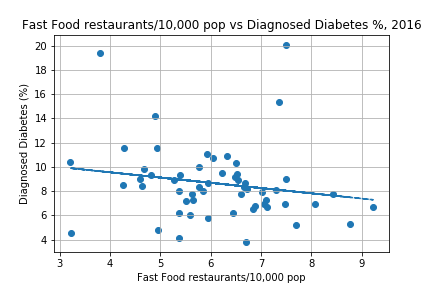 Fast Food restaurants/10,000 pop vs Diagnosed Diabetes %, 2016
20
18
16
14
12
10
8
6
4
Diagnosed Diabetes (%)
3 4 5 6 7 8 9
Fast Food restaurants/10,000 pop